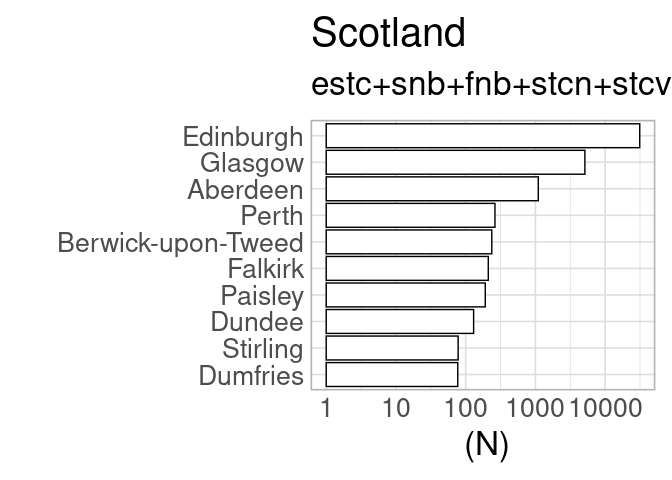 Scotland
estc+snb+fnb+stcn+stcv
Edinburgh
Glasgow
Aberdeen
Perth
Berwick-upon-Tweed
Falkirk
Paisley
Dundee
Stirling
Dumfries
1 10 100 1000 10000
(N)